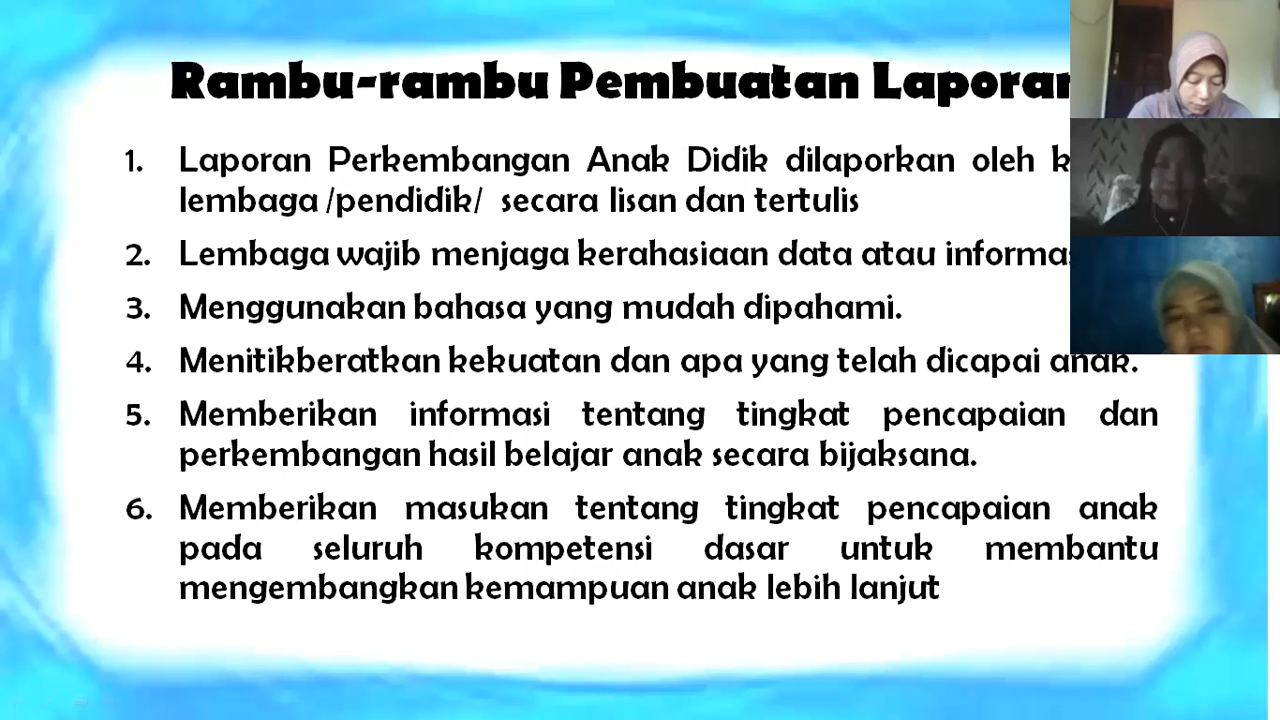 Rambu-rambu Pembuatan Laporan
1. Laporan Perkembangan Anak Didik dilaporkan oleh
lembaga /pendidik/ secara lisan dan tertulis
2. Lembaga wajib menjaga kerahasiaan data atau
3. Menggunakan bahasa yang mudah dipahami.
4. Menitikberatkan kekuatan dan apa yang telah dicapai anak.
5. Memberikan informasi tentang tingkat pencapaian dan
perkembangan hasil belajar anak secara bijaksana.
6. Memberikan masukan tentang tingkat pencapaian anak
pada seluruh kompetensi dasar untuk membantu
mengembangkan kemampuan anak lebih lanjut